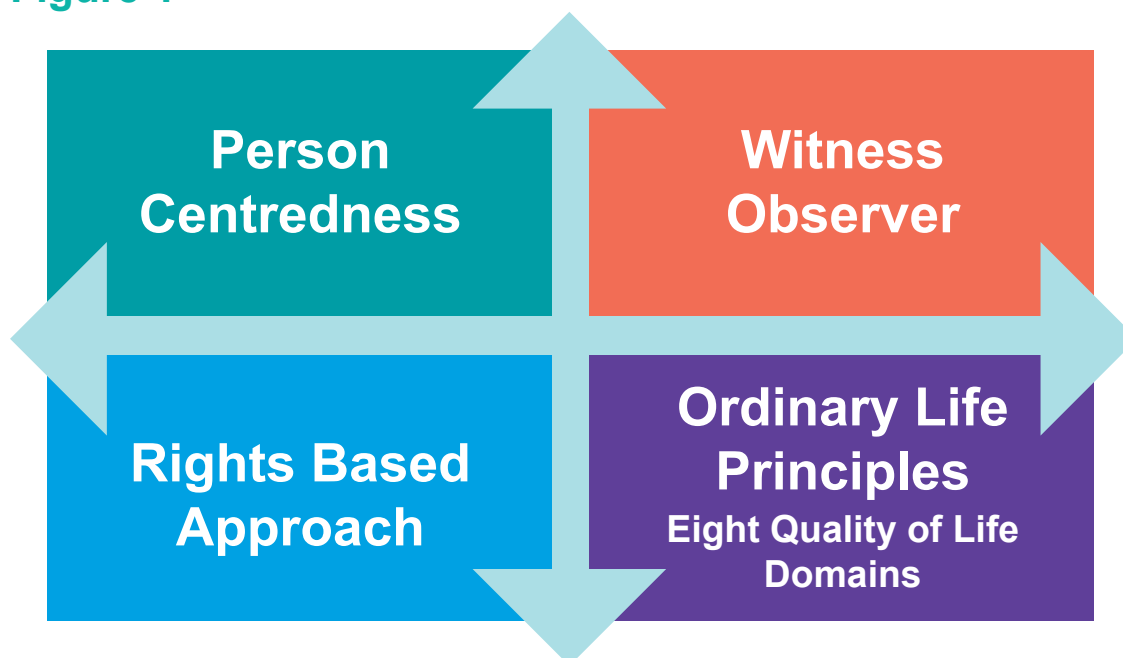 Person
Centredness
Witness
Observer
Rights Based
Approach
Ordinary Life
Principles
Eight Quality of Life
Domains